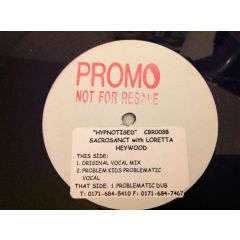 PROMO
NOT FOR RESALE
"HYPNOTISED" CBR008B
SACROSANCT with LORETTA
HEYWOOD
THIS SIDE:
1. ORIGINAL VOCAL MIX
2. PROBLEM KIDS PROBLEMATIC
VOCAL
THAT SIDE: 1.PROBLEMATIC DUB
T: 0171-684-5410 F: 0171-684-7467